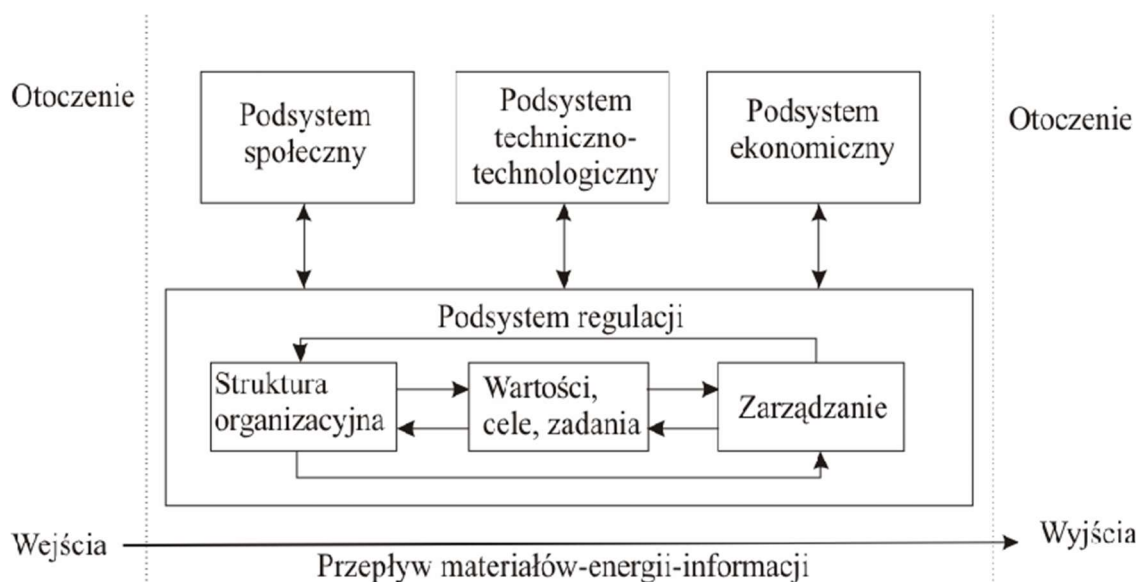 Otoczenie
Podsystem
społeczny
Podsystem
techniczno-
technologiczny
Podsystem
ekonomiczny
Otoczenie
Podsystem regulacji
Struktura
organizacyjna
Wartości,
cele, zadania
Zarządzanie
Wejścia
Wyjścia
Przepływ materiałów-energii-informacji